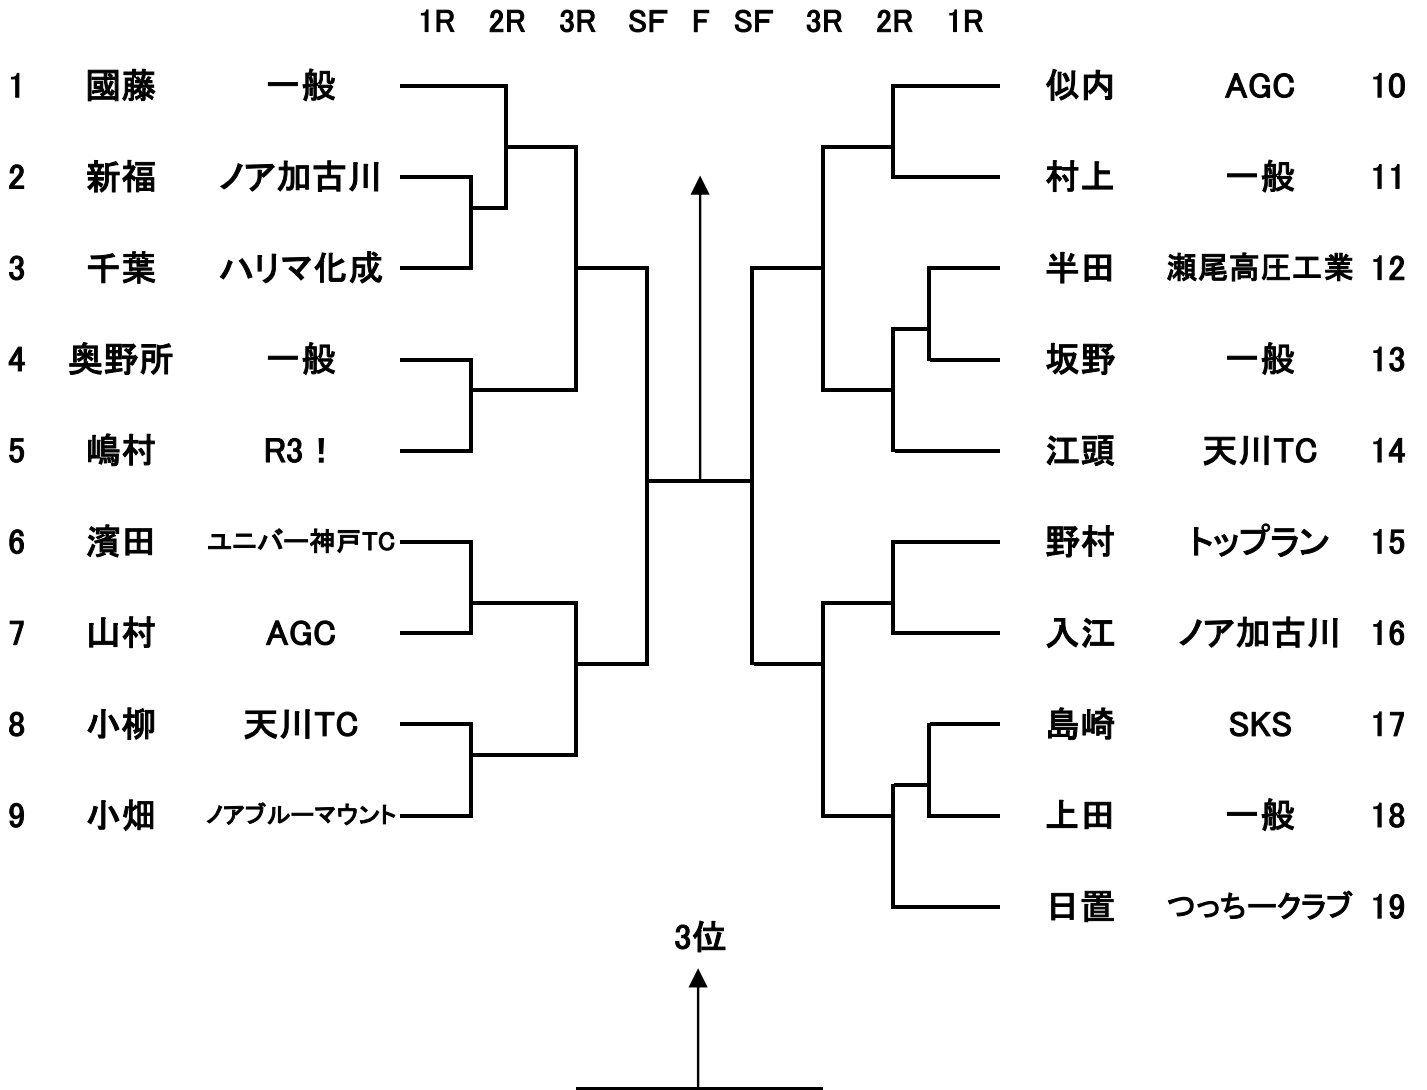 1R 2R 3R SF F SF 3R 2R 1R
1 國藤 一般 似内 AGC 10
2 新福 ノア加古川 村上 一般 11
3 千葉 ハリマ化成 半田 瀬尾高圧工業 12
4 奥野所 一般 坂野 一般 13
5 嶋村 R3！ 江頭 天川TC 14
6 濱田 ユニバー神戸TC 野村 トップラン 15
7 山村 AGC 入江 ノア加古川 16
8 小柳 天川TC 島崎 SKS 17
9 小畑 ノアブルーマウント 上田 一般 18
日置 つっちークラブ 19
3位